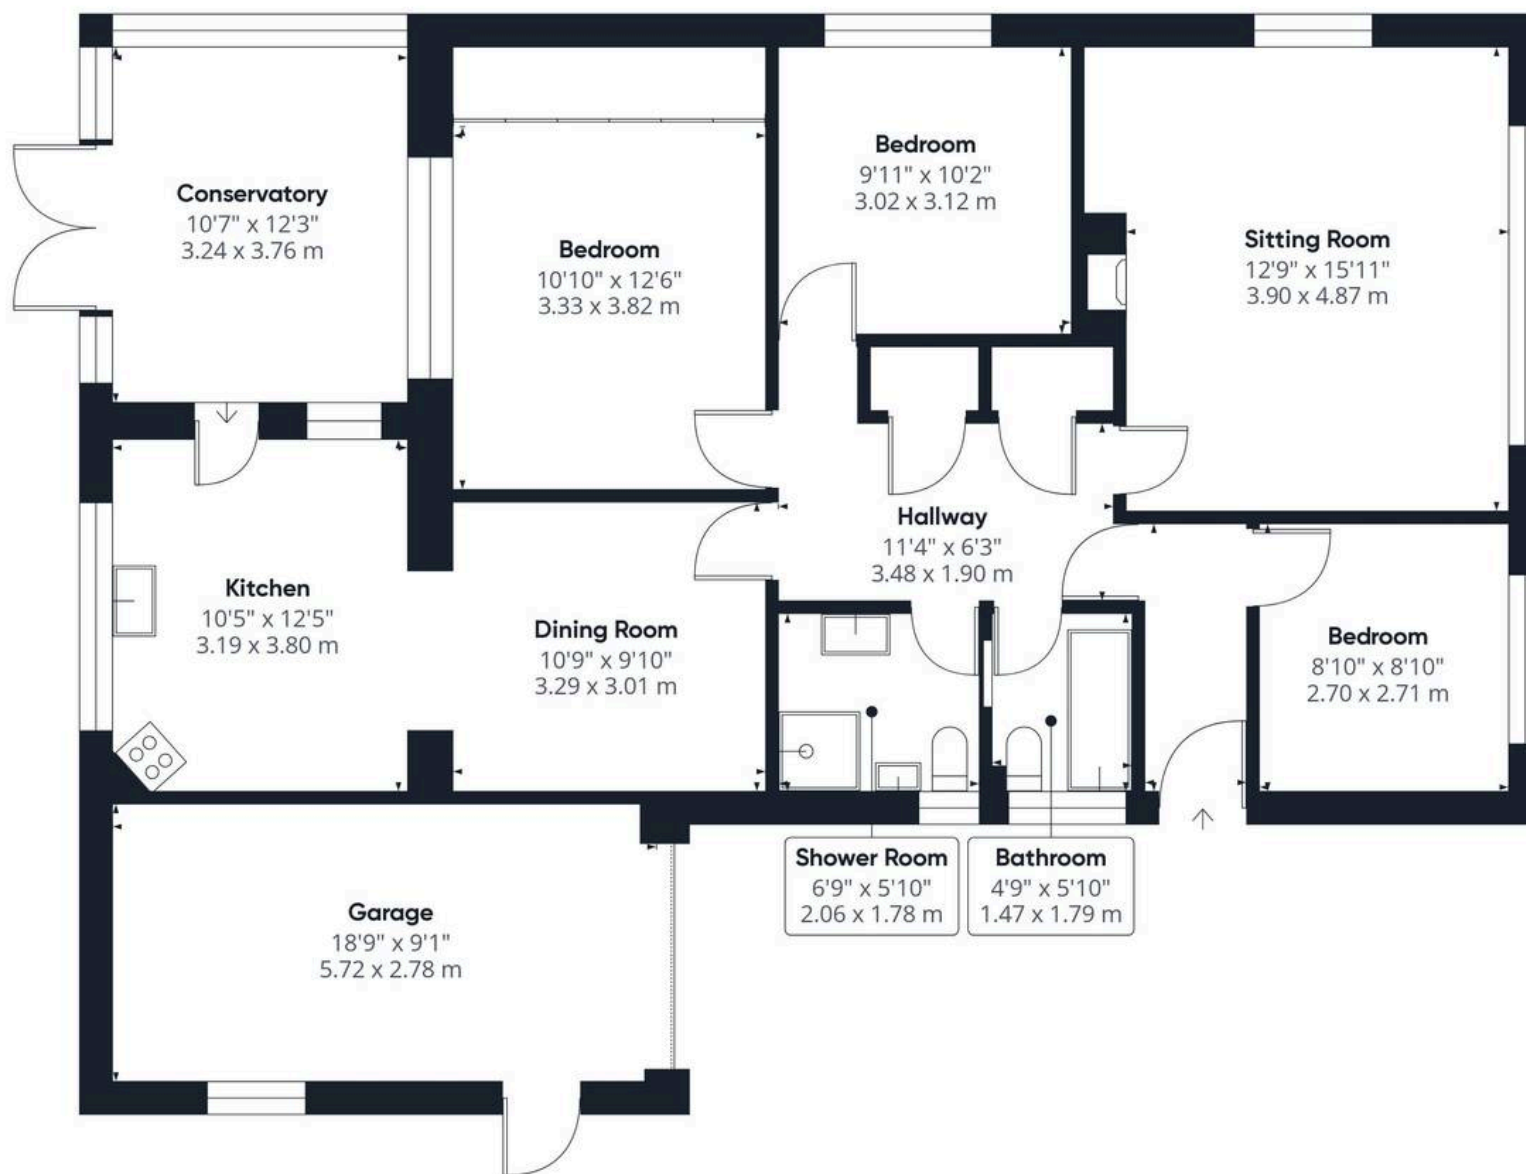 Conservatory
10'7" x 12'3"
3.24 x 3.76 m
Bedroom
10'10" x 12'6"
3.33 x 3.82 m
Bedroom
9'11" x 10'2"
3.02 x 3.12 m
Sitting Room
12'9" x 15'11"
3.90 x 4.87 m
Hallway
11'4" x 6'3"
3.48 x 1.90 m
Kitchen
10'5" x 12'5"
3.19 x 3.80 m
Dining Room
10'9" x 9'10"
3.29 x 3.01 m
Bedroom
8'10" x 8'10"
2.70 x 2.71 m
Shower Room
6'9" x 5'10"
2.06 x 1.78 m
Bathroom
4'9" x 5'10"
1.47 x 1.79 m
Garage
18'9" x 9'1"
5.72 x 2.78 m